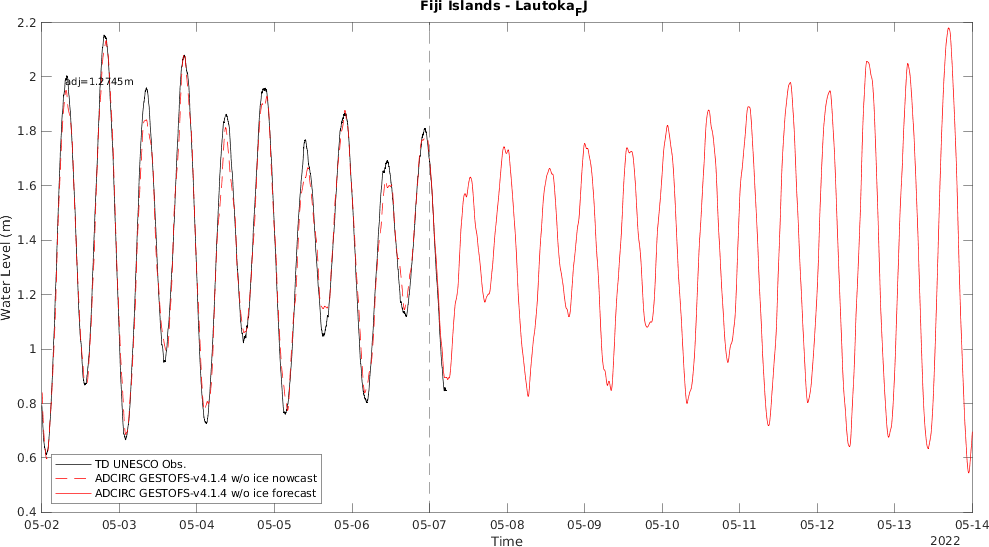 Fiji Islands - Lautoka_FJ
adj=1.2745m
2.2
2
1.8
1.6
1.4
1.2
1
0.8
0.6
0.4
Water Level (m)
TD UNESCO Obs.
ADCIRC GESTOFS-v4.1.4 w/o ice nowcast
ADCIRC GESTOFS-v4.1.4 w/o ice forecast
05-02 05-03 05-04 05-05 05-06 05-07 05-08 05-09 05-10 05-11 05-12 05-13 05-14
Time
2022